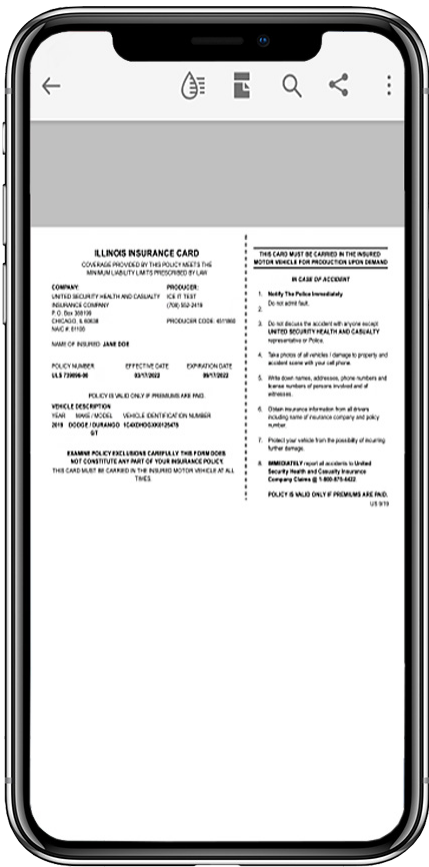 ILLINOIS INSURANCE CARD
COVERAGE PROVIDED BY THIS POLICY MEETS THE
MINIMUM LIABILITY LIMITS PRESCRIBED BY LAW
COMPANY:
UNITED SECURITY HEALTH AND CASUALTY
INSURANCE COMPANY
P. O. Box
CHICAGO, IL
NAIC #: 81108
PRODUCER:
ICE IT TEST
(708) 552-2418
PRODUCER CODE:
NAME OF INSURED JANE DOE
POLICY NUMBER EFFECTIVE DATE EXPIRATION DATE
ULS 03/17/2022 09/17/2022
POLICY IS VALID ONLY IF PREMIUMS ARE PAID.
VEHICLE DESCRIPTION
YEAR MAKE / MODEL VEHICLE IDENTIFICATION NUMBER
2019 DODGE / DURANGO
GT
EXAMINE POLICY EXCLUSIONS CAREFULLY THIS FORM DOES
NOT CONSTITUTE ANY PART OF YOUR INSURANCE POLICY.
THIS CARD MUST BE CARRIED IN THE INSURED MOTOR VEHICLE AT ALL
TIMES.
THIS CARD MUST BE CARRIED IN THE INSURED
MOTOR VEHICLE FOR PRODUCTION UPON DEMAND
IN CASE OF ACCIDENT
1. Notify The Police Immediately
2. Do not admit fault.
3. Do not discuss the accident with anyone except
UNITED SECURITY HEALTH AND CASUALTY
representative or Police.
4. Take photos of all vehicles / damage to property and
accident scene with your cell phone.
5. Write down names, addresses, phone numbers and
license numbers of persons involved and of
witnesses.
6. Obtain insurance information from all drivers
including name of insurance company and policy
number.
7. Protect your vehicle from the possibility of incurring
further damage.
8. IMMEDIATELY report all accidents to United
Security Health and Casualty Insurance
Company Claims @ 1-800-875-4422.
POLICY IS VALID ONLY IF PREMIUMS ARE PAID.
US 9/19